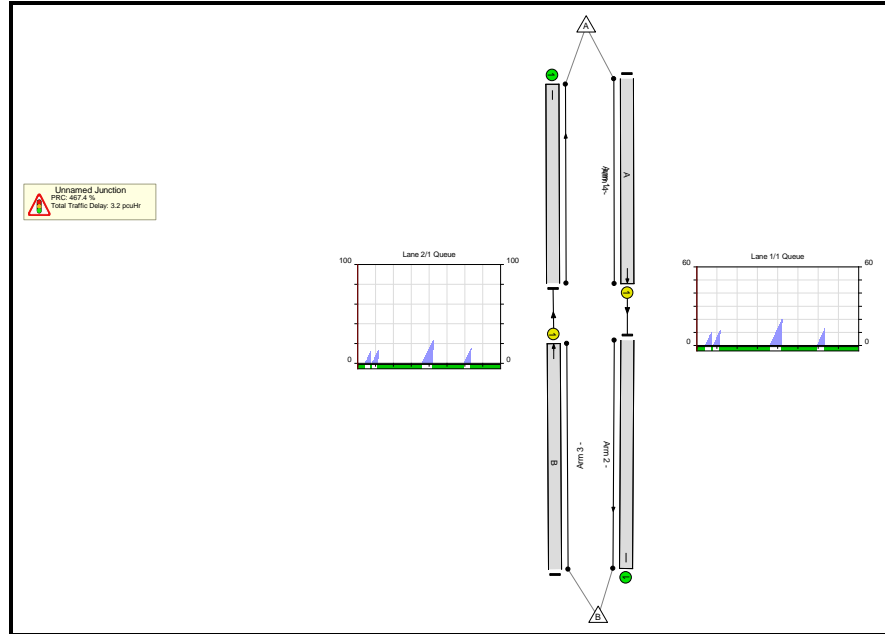 A
Unnamed Junction
PRC: 467.4 %
Total Traffic Delay: 3.2 pcuHr
A
Lane 2/1 Queue
100
100
0
0
Lane 1/1 Queue
60
60
0
0
B
Arm 3 -
Arm 2 -
B